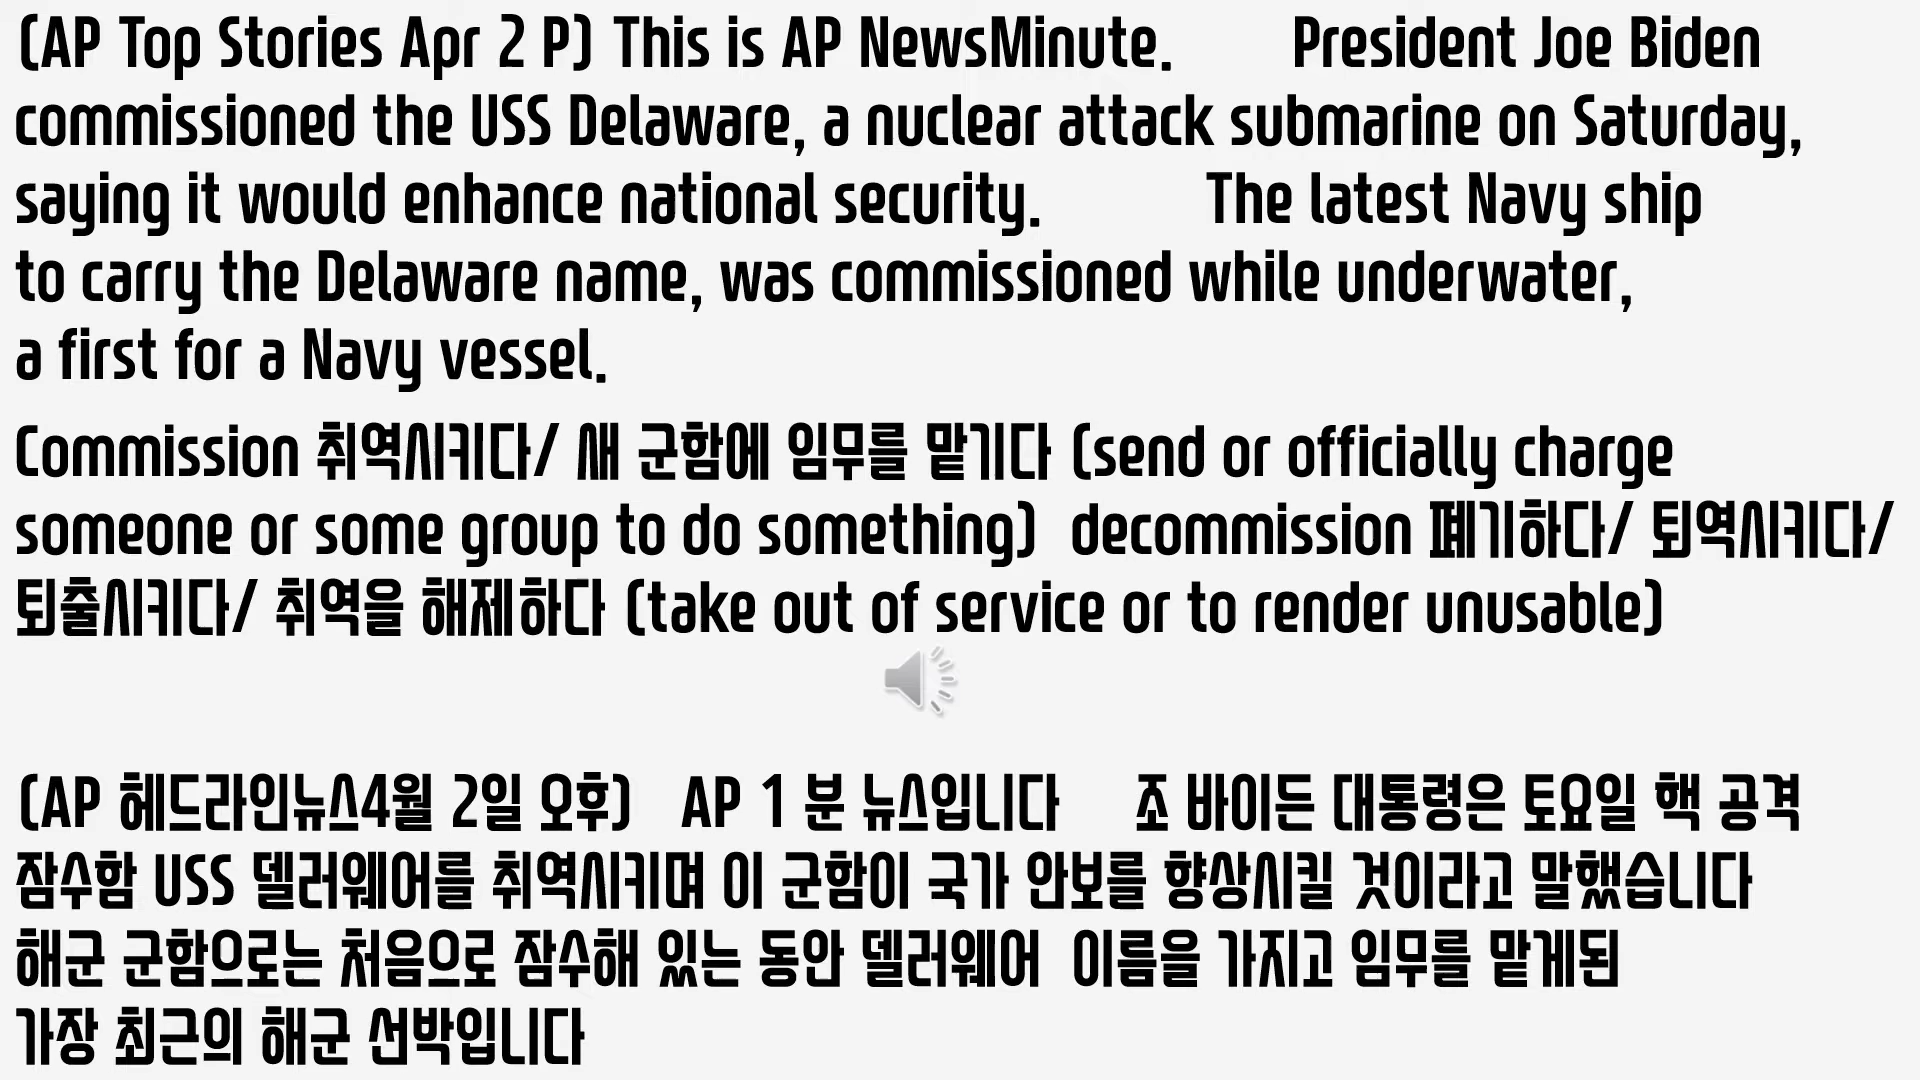 (AP Top Stories Apr 2 P) This is AP NewsMinute. President Joe Biden
commissioned the USS Delaware, a nuclear attack submarine on Saturday,
saying it would enhance national security. The latest Navy ship
to carry the Delaware name, was commissioned while underwater,
a first for a Navy vessel.
Commission 취역시키다/ 새 군함에 임무를 맡기다 (send or officially charge
someone or some group to do something) decommission 폐기하다/ 퇴역시키다/
퇴출시키다/ 취역을 해제하다 (take out of service or to render unusable)
(AP 헤드라인뉴스4월 2일 오후) AP 1 분 뉴스입니다 조 바이든 대통령은 토요일 핵 공격
잠수함 USS 델러웨어를 취역시키며 이 군함이 국가 안보를 향상시킬 것이라고 말했습니다
해군 군함으로는 처음으로 잠수해 있는 동안 델러웨어 이름을 가지고 임무를 맡게된
가장 최근의 해군 선박입니다